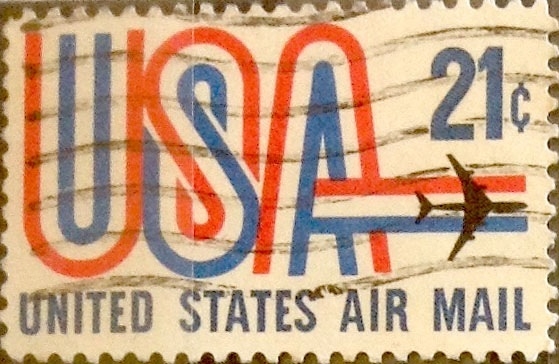 USA
21¢
UNITED STATES AIR MAIL